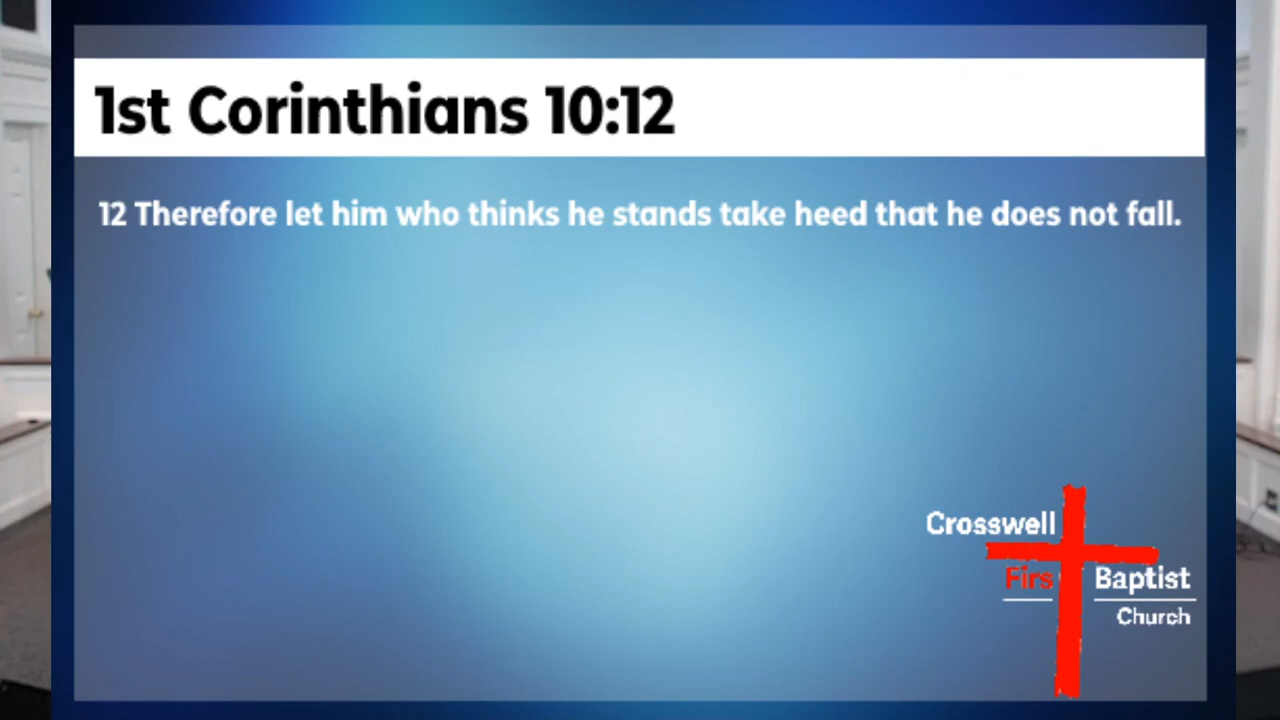 1st Corinthians 10:12
12 Therefore let him who thinks he stands take heed that he does not fall.
Crosswell
Firs Baptist
Church